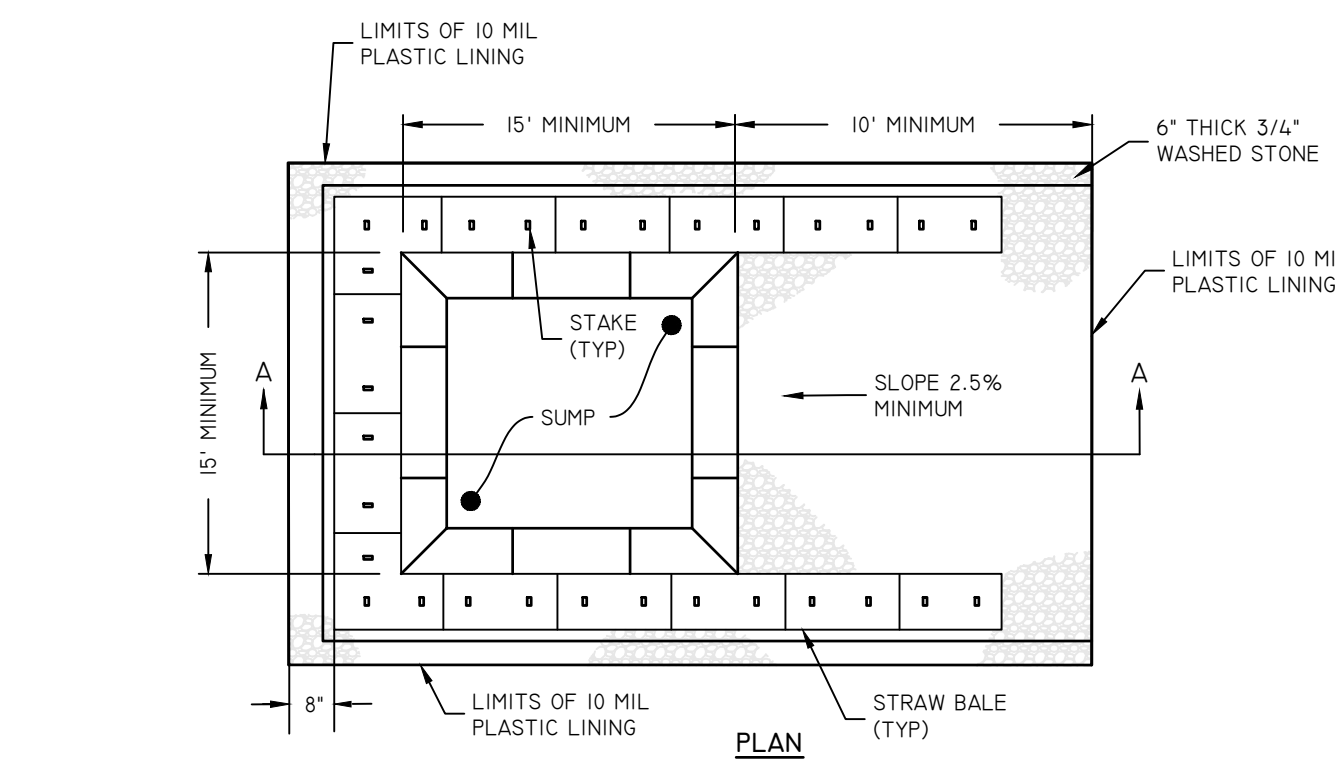 LIMITS OF 10 MIL
PLASTIC LINING
15' MINIMUM
10' MINIMUM
6" THICK 3/4"
WASHED STONE
LIMITS OF 10 MI
PLASTIC LINING
STAKE
(TYP)
15' MINIMUM
A
A
SLOPE 2.5%
MINIMUM
SUMP
8"
LIMITS OF 10 MIL
PLASTIC LINING
STRAW BALE
(TYP)
PLAN